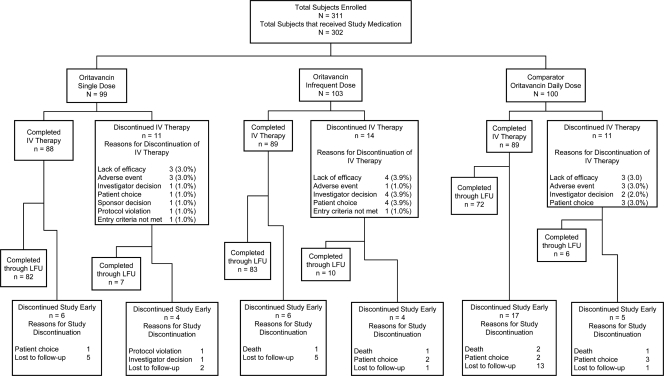 Total Subjects Enrolled
N = 311
Total Subjects that received Study Medication
N = 302
Oritavancin
Single Dose
N = 99
Oritavancin
Infrequent Dose
N = 103
Comparator
Oritavancin Daily Dose
N = 100
Completed
IV Therapy
n = 88
Discontinued IV Therapy
n = 11
Reasons for Discontinuation of
IV Therapy
Lack of efficacy 3 (3.0%)
Adverse event 3 (3.0%)
Investigator decision 1 (1.0%)
Patient choice 1 (1.0%)
Sponsor decision 1 (1.0%)
Protocol violation 1 (1.0%)
Entry criteria not met 1 (1.0%)
Completed
IV Therapy
n = 89
Discontinued IV Therapy
n = 14
Reasons for Discontinuation of
IV Therapy
Lack of efficacy 4 (3.9%)
Adverse event 1 (1.0%)
Investigator decision 4 (3.9%)
Patient choice 4 (3.9%)
Entry criteria not met 1 (1.0%)
Completed
IV Therapy
n = 89
Discontinued IV Therapy
n = 11
Reasons for Discontinuation of
IV Therapy
Lack of efficacy 3 (3.0)
Adverse event 3 (3.0%)
Investigator decision 2 (2.0%)
Patient choice 3 (3.0%)
Completed
through LFU
n = 82
Completed
through LFU
n = 7
Completed
through LFU
n = 83
Completed
through LFU
n = 10
Completed
through LFU
n = 72
Completed
through LFU
n = 6
Discontinued Study Early
n = 6
Reasons for Study
Discontinuation
Patient choice 1
Lost to follow-up 5
Discontinued Study Early
n = 4
Reasons for Study
Discontinuation
Protocol violation 1
Investigator decision 1
Lost to follow-up 2
Discontinued Study Early
n = 6
Reasons for Study
Discontinuation
Death 1
Lost to follow-up 5
Discontinued Study Early
n = 4
Reasons for Study
Discontinuation
Death 1
Patient choice 2
Lost to follow-up 1
Discontinued Study Early
n = 17
Reasons for Study
Discontinuation
Death 2
Patient choice 2
Lost to follow-up 13
Discontinued Study Early
n = 5
Reasons for Study
Discontinuation
Death 1
Patient choice 3
Lost to follow-up 1